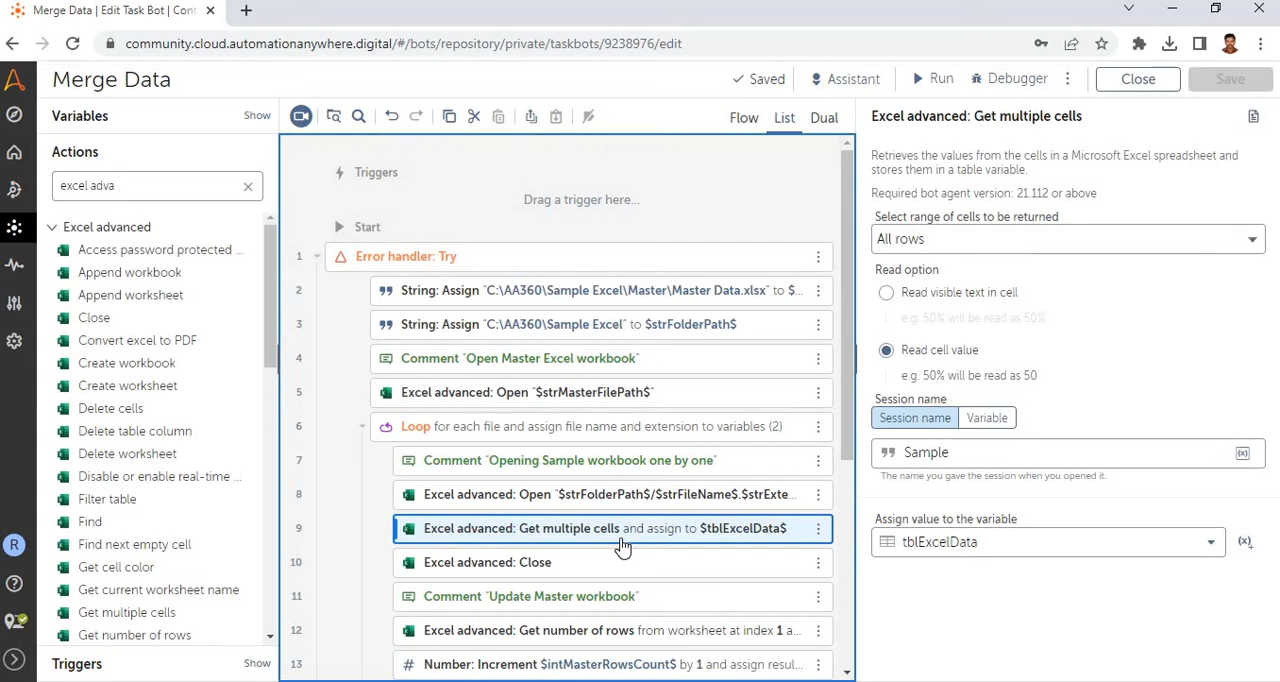 Merge Data | Edit Task Bot | Cont
community.cloud.automationanywhere.digital/#/bots/repository/private/taskbots/9238976/edit
Merge Data
Saved
Assistant
Run
Debugger
Close
Save
Variables
Show
Actions
excel adva
Excel advanced
Access password protected ...
Append workbook
Append worksheet
Close
Convert excel to PDF
Create workbook
Create worksheet
Delete cells
Delete table column
Delete worksheet
Disable or enable real-time ...
Filter table
Find
Find next empty cell
Get cell color
Get current worksheet name
Get multiple cells
Get number of rows
Triggers
Show
R
Flow
List
Dual
Triggers
Drag a trigger here...
Start
1 Error handler: Try
2 String: Assign "C:\AA360\Sample Excel\Master\Master Data.xlsx" to $...
3 String: Assign "C:\AA360\Sample Excel" to $strFolderPath$
4 Comment "Open Master Excel workbook"
5 Excel advanced: Open "$strMasterFilePath$"
6 Loop for each file and assign file name and extension to variables (2)
7 Comment "Opening Sample workbook one by one"
8 Excel advanced: Open "$strFolderPath$/$strFileName$.$strExte...
9 Excel advanced: Get multiple cells and assign to $tblExcelData$
10 Excel advanced: Close
11 Comment "Update Master workbook"
12 Excel advanced: Get number of rows from worksheet at index 1 a...
13 # Number: Increment $intMasterRowsCount$ by 1 and assign resul...
Excel advanced: Get multiple cells
Retrieves the values from the cells in a Microsoft Excel spreadsheet and
stores them in a table variable.
Required bot agent version: 21.112 or above
Select range of cells to be returned
All rows
Read option
Read visible text in cell
e.g. 50% will be read as 50%
Read cell value
e.g. 50% will be read as 50
Session name
Session name
Variable
Sample
(x)
The name you gave the session when you opened it.
Assign value to the variable
tblExcelData
(x)